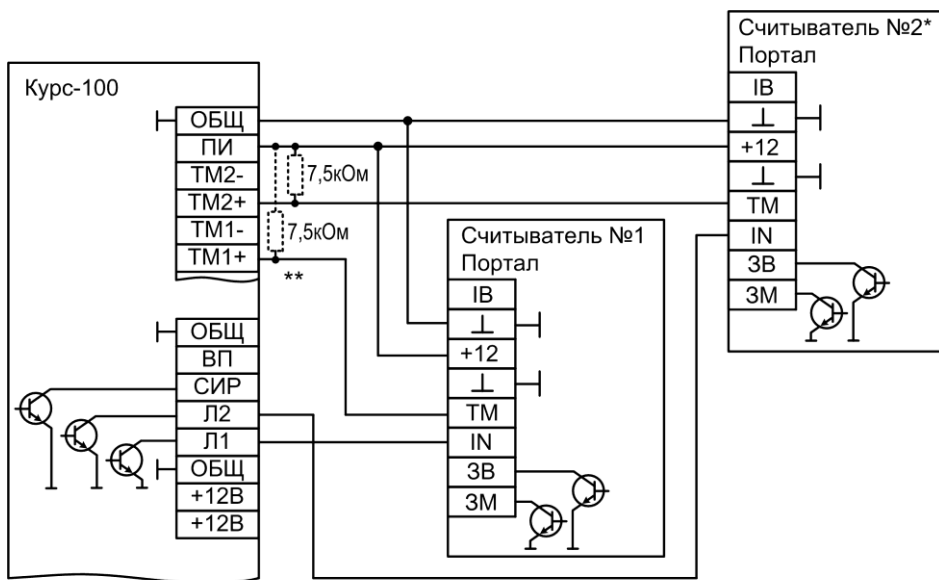 Курс-100
ОБЩ
ПИ
ТМ2-
ТМ2+
ТМ1-
ТМ1+
7,5кОм
7,5кОм
**
ОБЩ
ВП
СИР
Л2
Л1
ОБЩ
+12В
+12В
Считыватель №1
Портал
IB
⊥
+12
⊥
ТМ
IN
ЗВ
ЗМ
Считыватель №2*
Портал
IB
⊥
+12
⊥
ТМ
IN
ЗВ
ЗМ